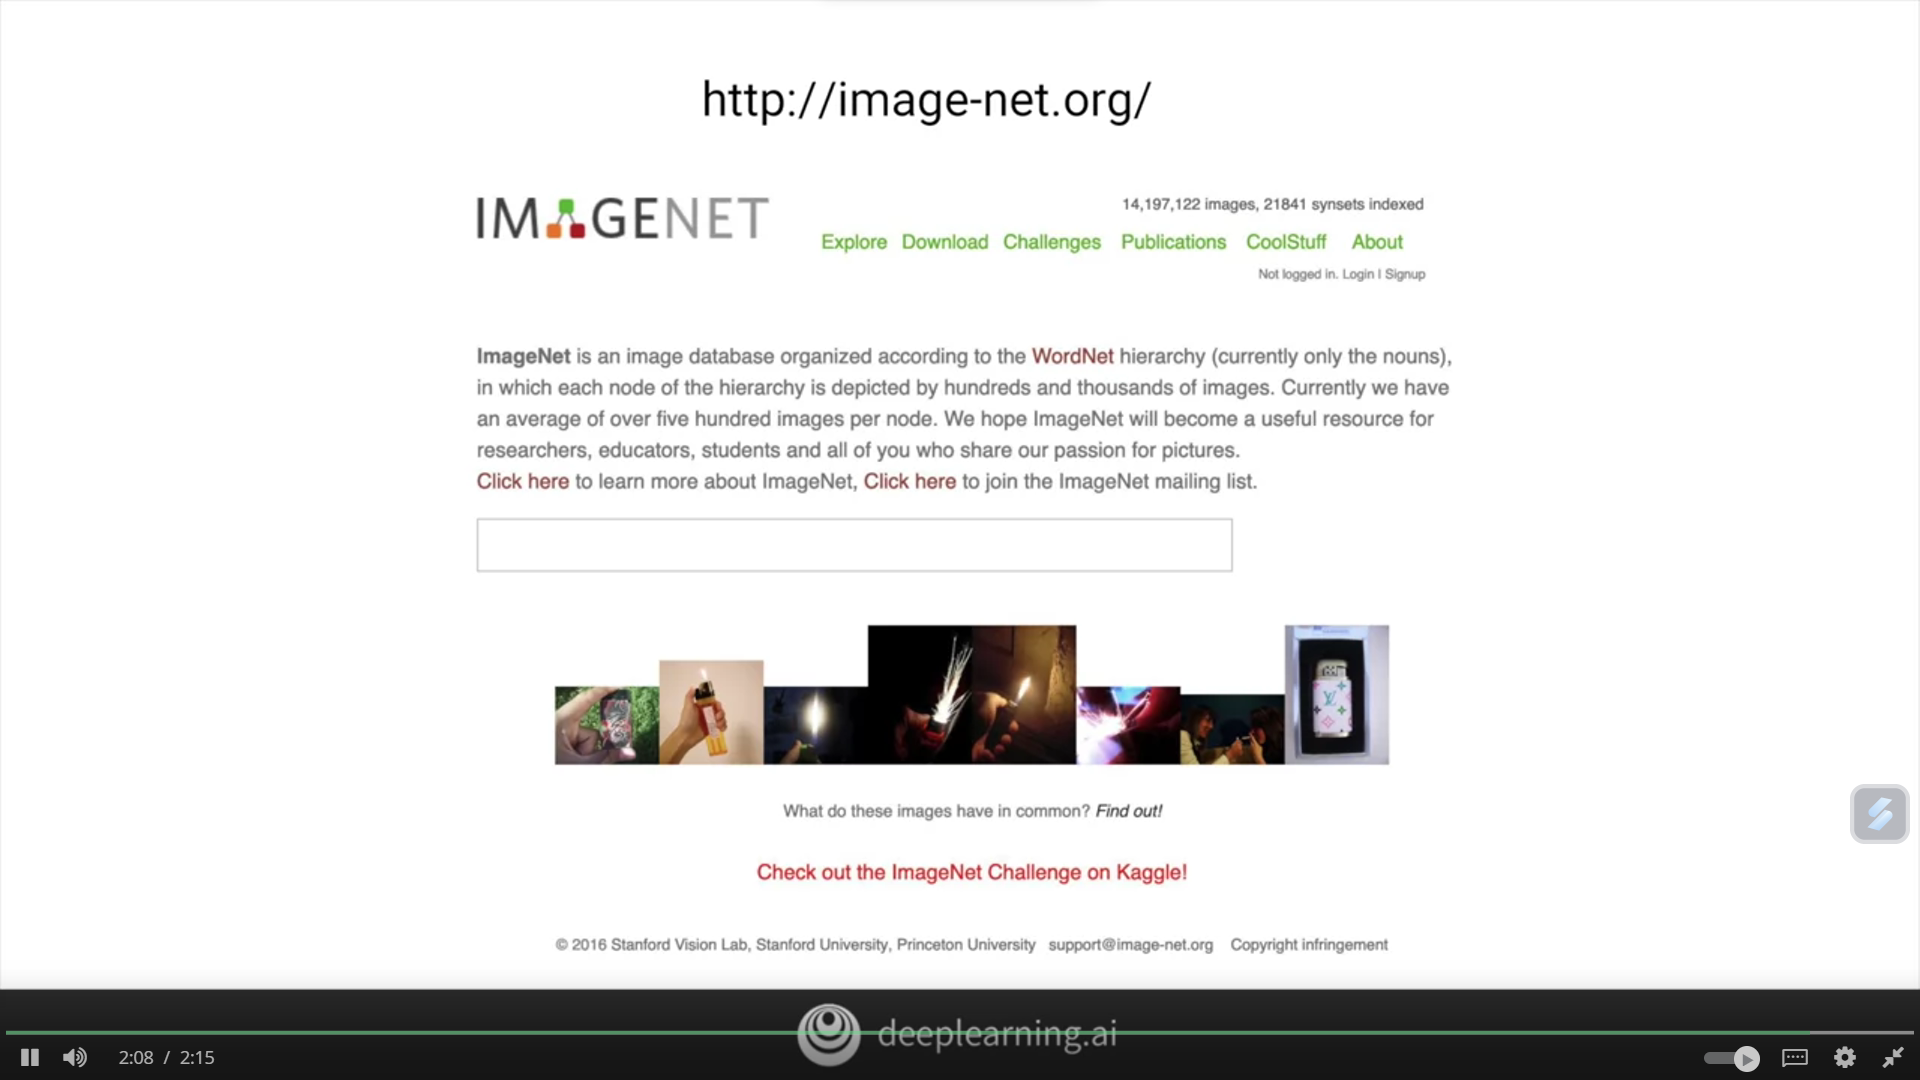 http://image-net.org/
IMAGENET
14,197,122 images, 21841 synsets indexed
Explore Download Challenges Publications CoolStuff About
Not logged in. Login | Signup
ImageNet is an image database organized according to the WordNet hierarchy (currently only the nouns),
in which each node of the hierarchy is depicted by hundreds and thousands of images. Currently we have
an average of over five hundred images per node. We hope ImageNet will become a useful resource for
researchers, educators, students and all of you who share our passion for pictures.
Click here to learn more about ImageNet, Click here to join the ImageNet mailing list.
What do these images have in common? Find out!
Check out the ImageNet Challenge on Kaggle!
© 2016 Stanford Vision Lab, Stanford University, Princeton University support@image-net.org Copyright infringement
deeplearning.ai
2:08 / 2:15